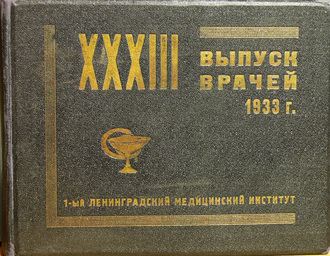 XXXIII
ВЫПУСК
ВРАЧЕЙ
1933 г.
1-ый ЛЕНИНГРАДСКИЙ МЕДИЦИНСКИЙ ИНСТИТУТ